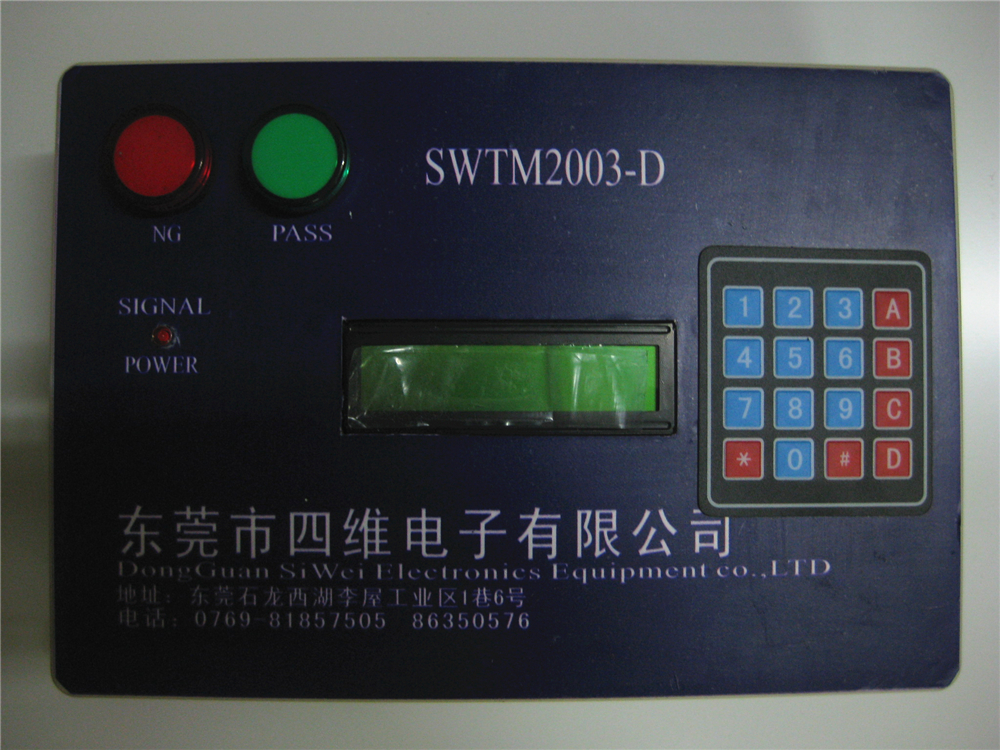 SWTM2003-D
NG
PASS
SIGNAL
POWER
1 2 3 A
4 5 6 B
7 8 9 C
* 0 # D
东莞市四维电子有限公司
DongGuan SiWei Electronics Equipment co.,LTD
地址：东莞石龙西湖李屋工业区1巷6号
电话：0769-81857505 86350576